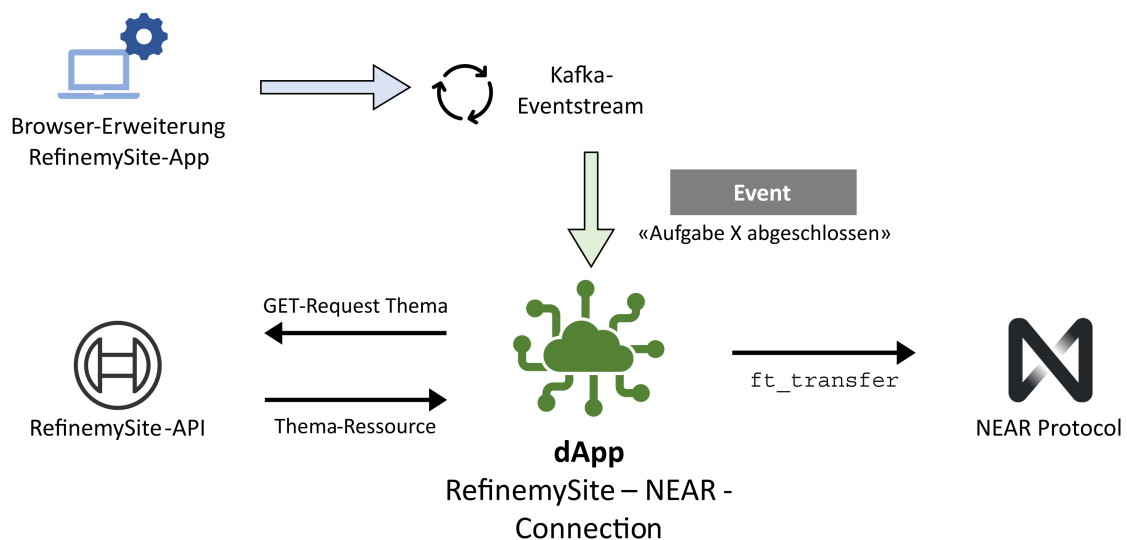 Browser-Erweiterung
RefinemySite-App
Kafka-
Eventstream
Event
«Aufgabe X abgeschlossen»
GET-Request Thema
RefinemySite-API
Thema-Ressource
dApp
RefinemySite – NEAR -
Connection
ft_transfer
NEAR Protocol